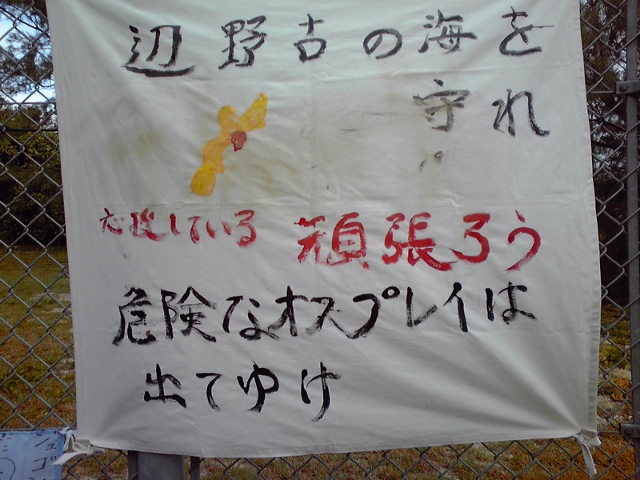 辺野古の海を
守れ
応援している 頑張ろう
危険なオスプレイは
出てゆけ